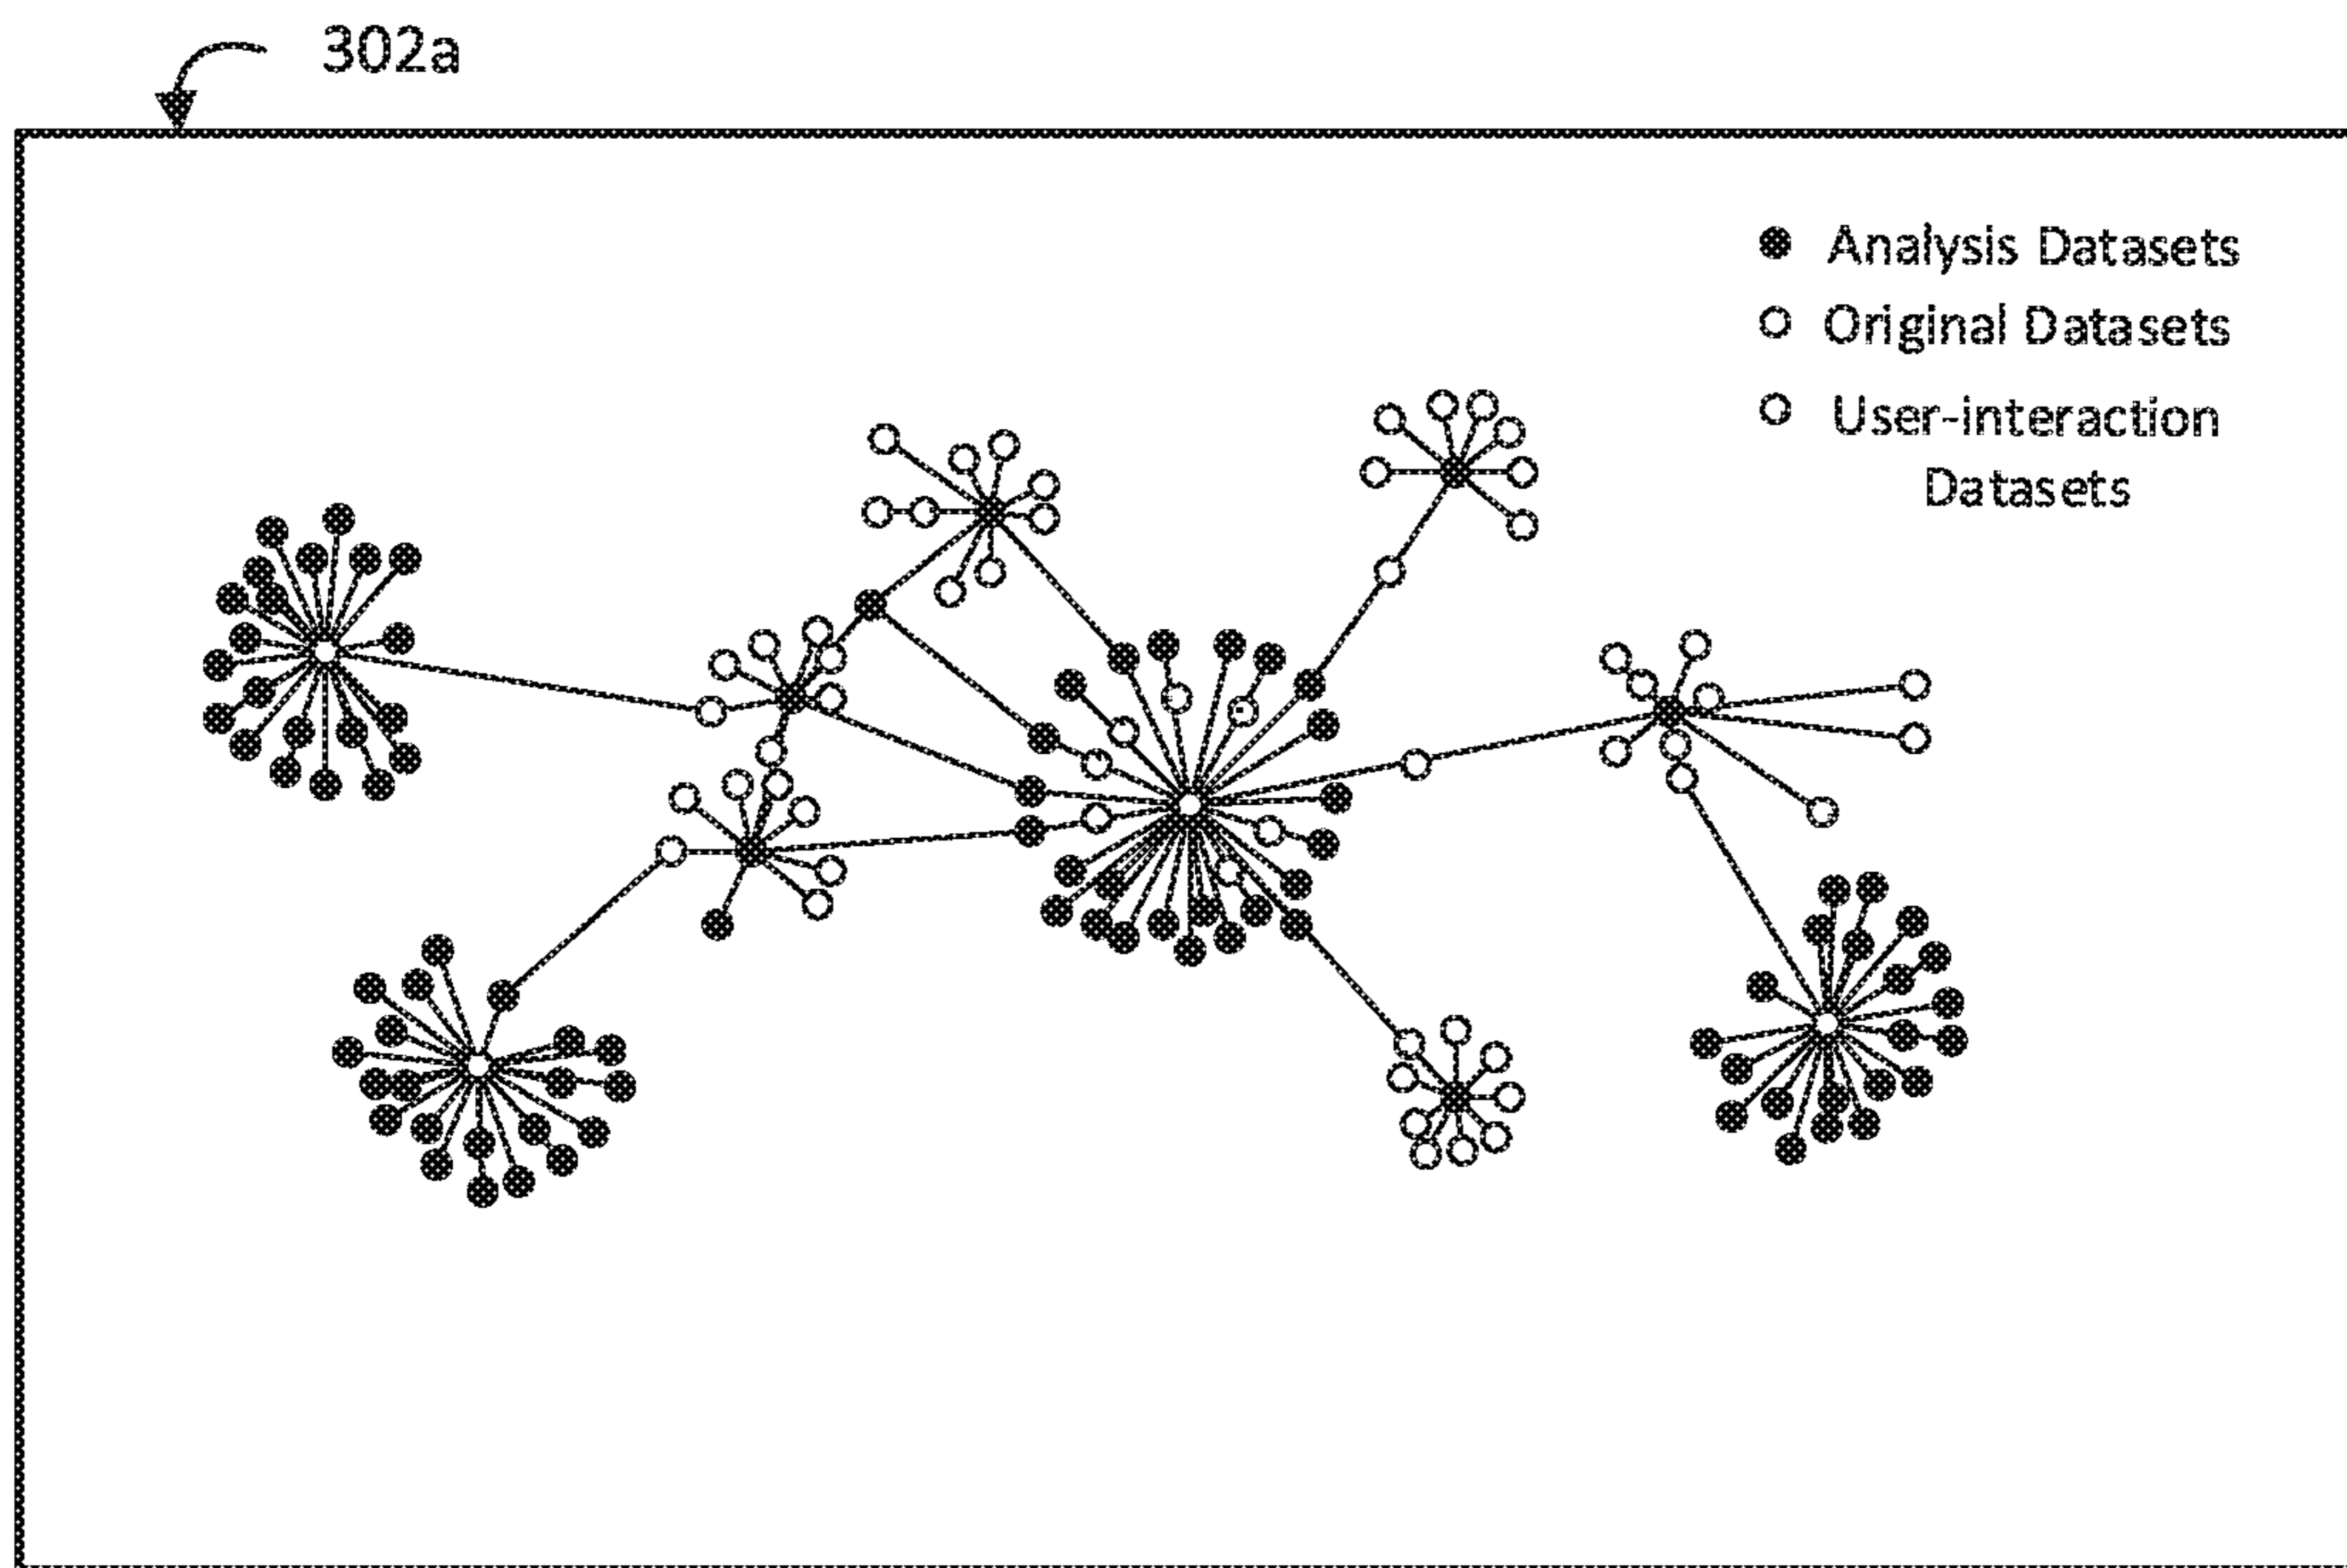 302a
Analysis Datasets
Original Datasets
User-interaction
Datasets